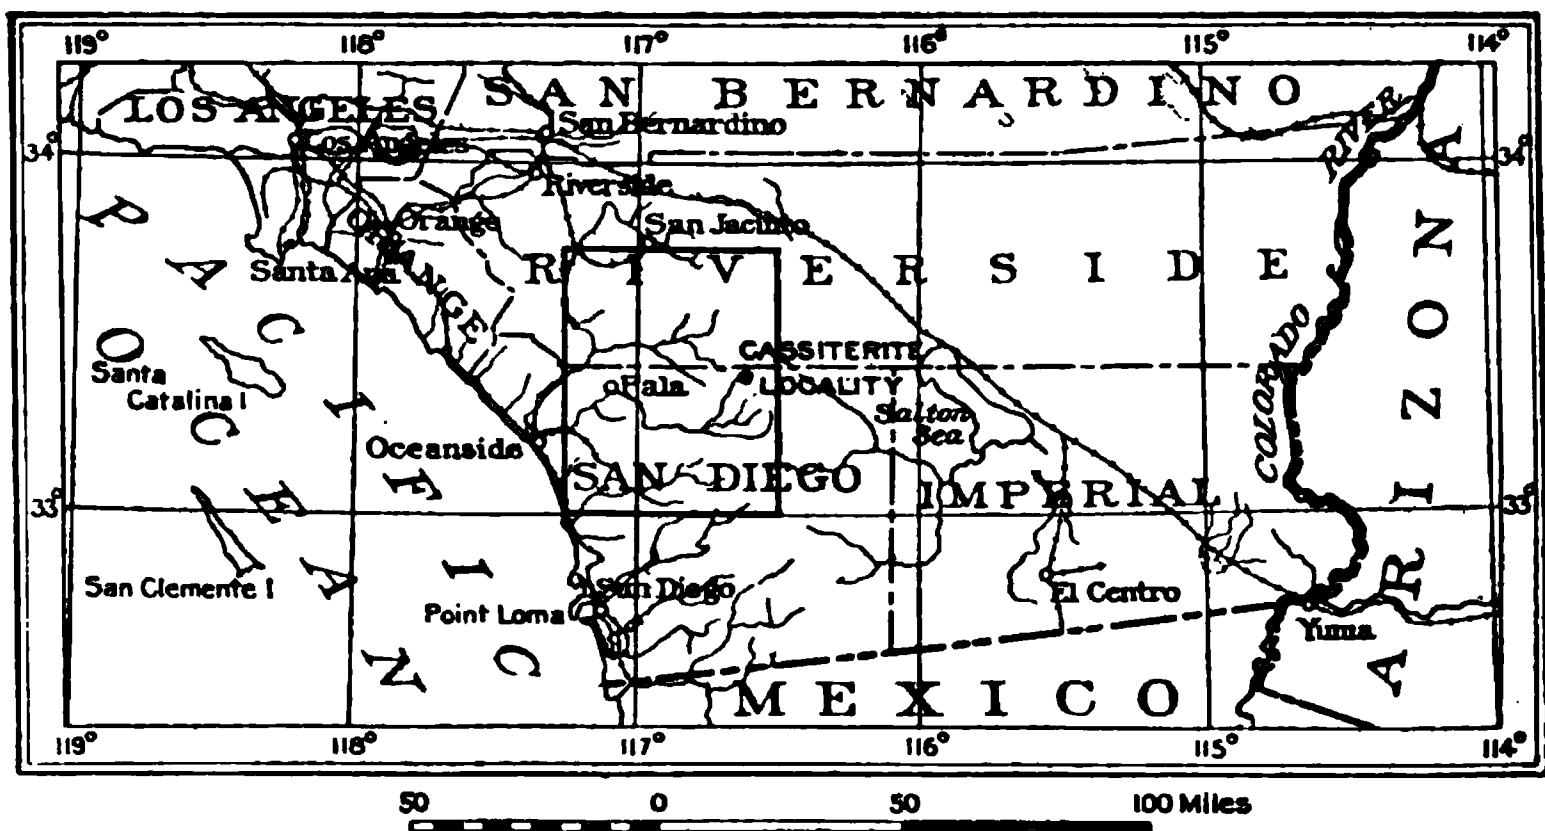 119° 118° 117° 116° 115° 114°
SAN BERNARDINO
LOS ANGELES
San Bernardino
Los Angeles
34° 34°
RIVER
Riverside
Orange
San Jacinto
ORANGE
Santa Ana
RIVERSIDE
PACIFIC
OCEAN
COLORADO
ARIZONA
CASSITERITE
LOCALITY
Santa
Catalina I
Pala
Salton
Sea
Oceanside
SAN DIEGO
IMPERIAL
33° 33°
San Clemente I
San Diego
El Centro
Point Loma
Yuma
MEXICO
119° 118° 117° 116° 115° 114°
50 0 50 100 Miles